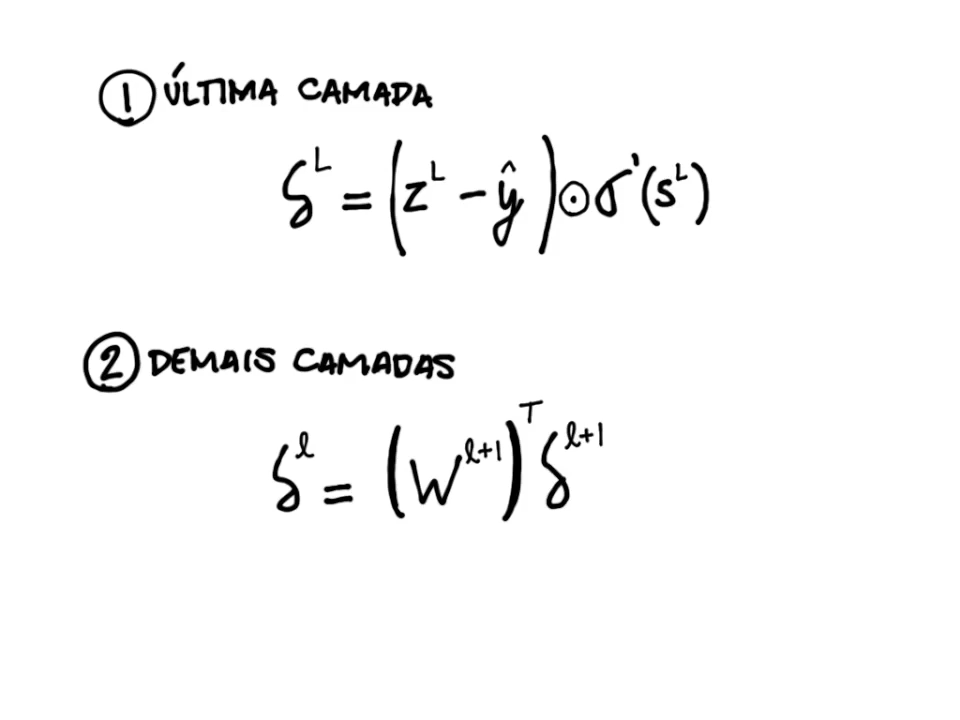 ① ÚLTIMA CAMADA
δ^L = (z^L - ŷ) ⊙ σ'(s^L)
② DEMAIS CAMADAS
δ^ℓ = (W^{ℓ+1})^T δ^{ℓ+1}